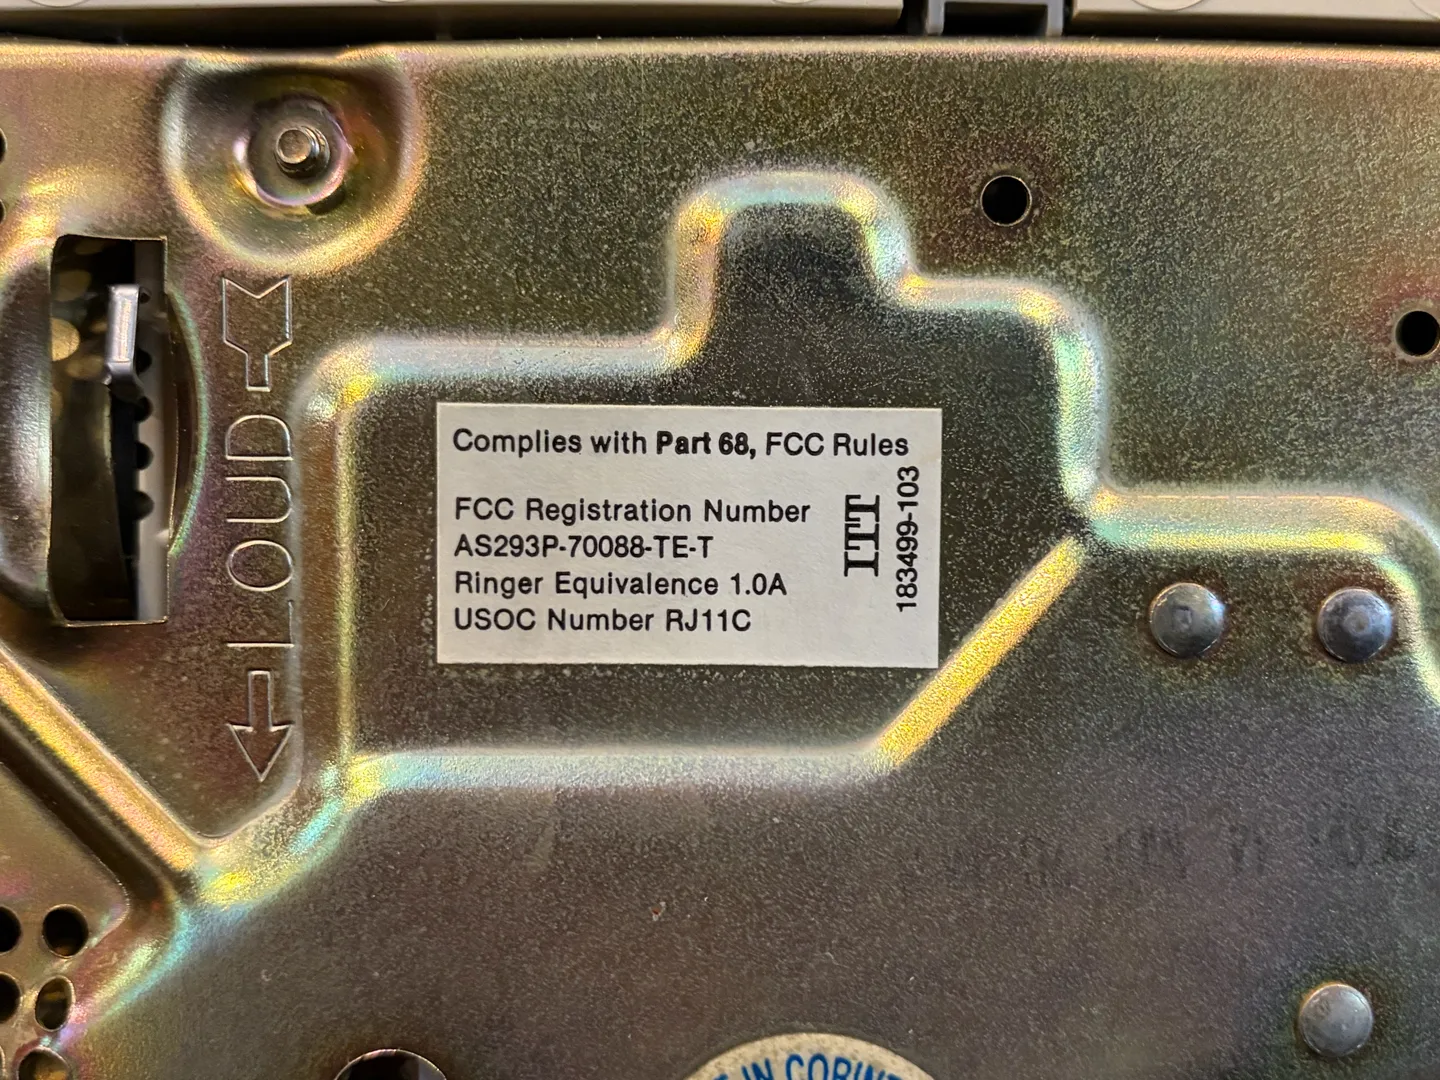 LOUD
Complies with Part 68, FCC Rules
FCC Registration Number
AS293P-70088-TE-T
Ringer Equivalence 1.0A
USOC Number RJ11C
ITT
183499-103
IN